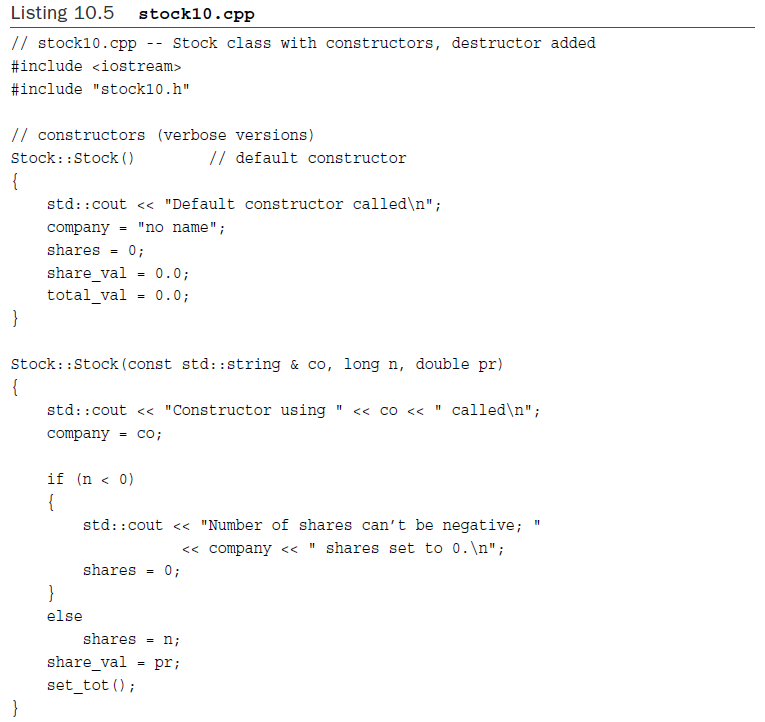 Listing 10.5 stock10.cpp
// stock10.cpp -- Stock class with constructors, destructor added
#include <iostream>
#include "stock10.h"

// constructors (verbose versions)
Stock::Stock()        // default constructor
{
    std::cout << "Default constructor called\n";
    company = "no name";
    shares = 0;
    share_val = 0.0;
    total_val = 0.0;
}

Stock::Stock(const std::string & co, long n, double pr)
{
    std::cout << "Constructor using " << co << " called\n";
    company = co;

    if (n < 0)
    {
        std::cout << "Number of shares can’t be negative; "
                   << company << " shares set to 0.\n";
        shares = 0;
    }
    else
        shares = n;
    share_val = pr;
    set_tot();
}